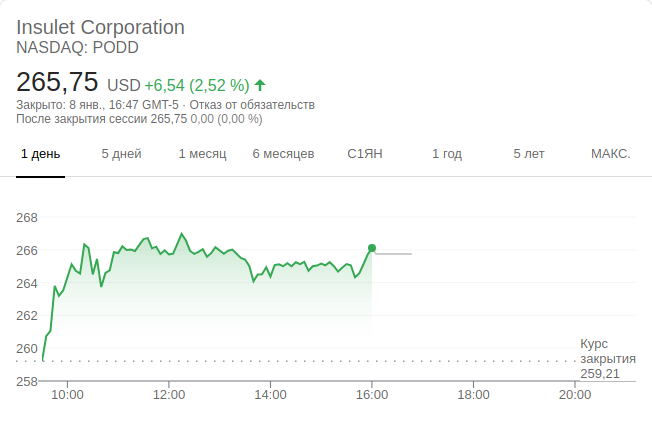 Insulet Corporation
NASDAQ: PODD
265,75 USD +6,54 (2,52 %)
Закрыто: 8 янв., 16:47 GMT-5 · Отказ от обязательств
После закрытия сессии 265,75 0,00 (0,00 %)
1 день 5 дней 1 месяц 6 месяцев С1ЯН 1 год 5 лет МАКС.
268
266
264
262
260
258
Курс
закрытия
259,21
10:00 12:00 14:00 16:00 18:00 20:00